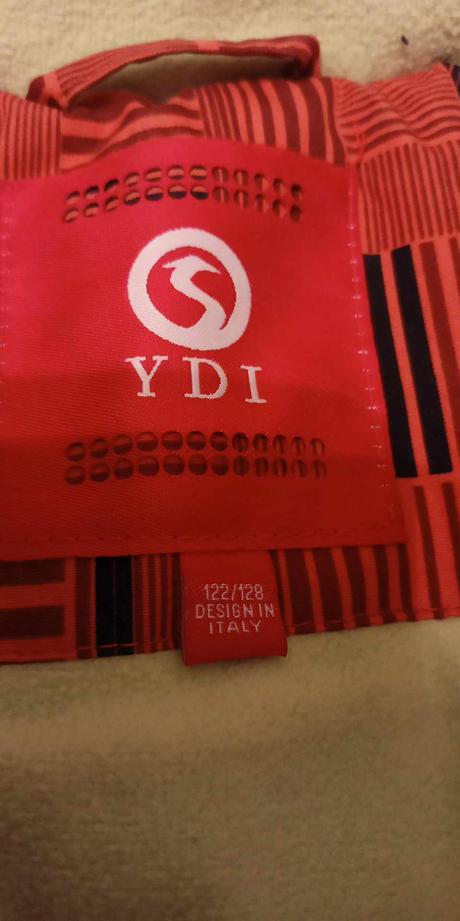 YDI
122/128
DESIGN IN
ITALY